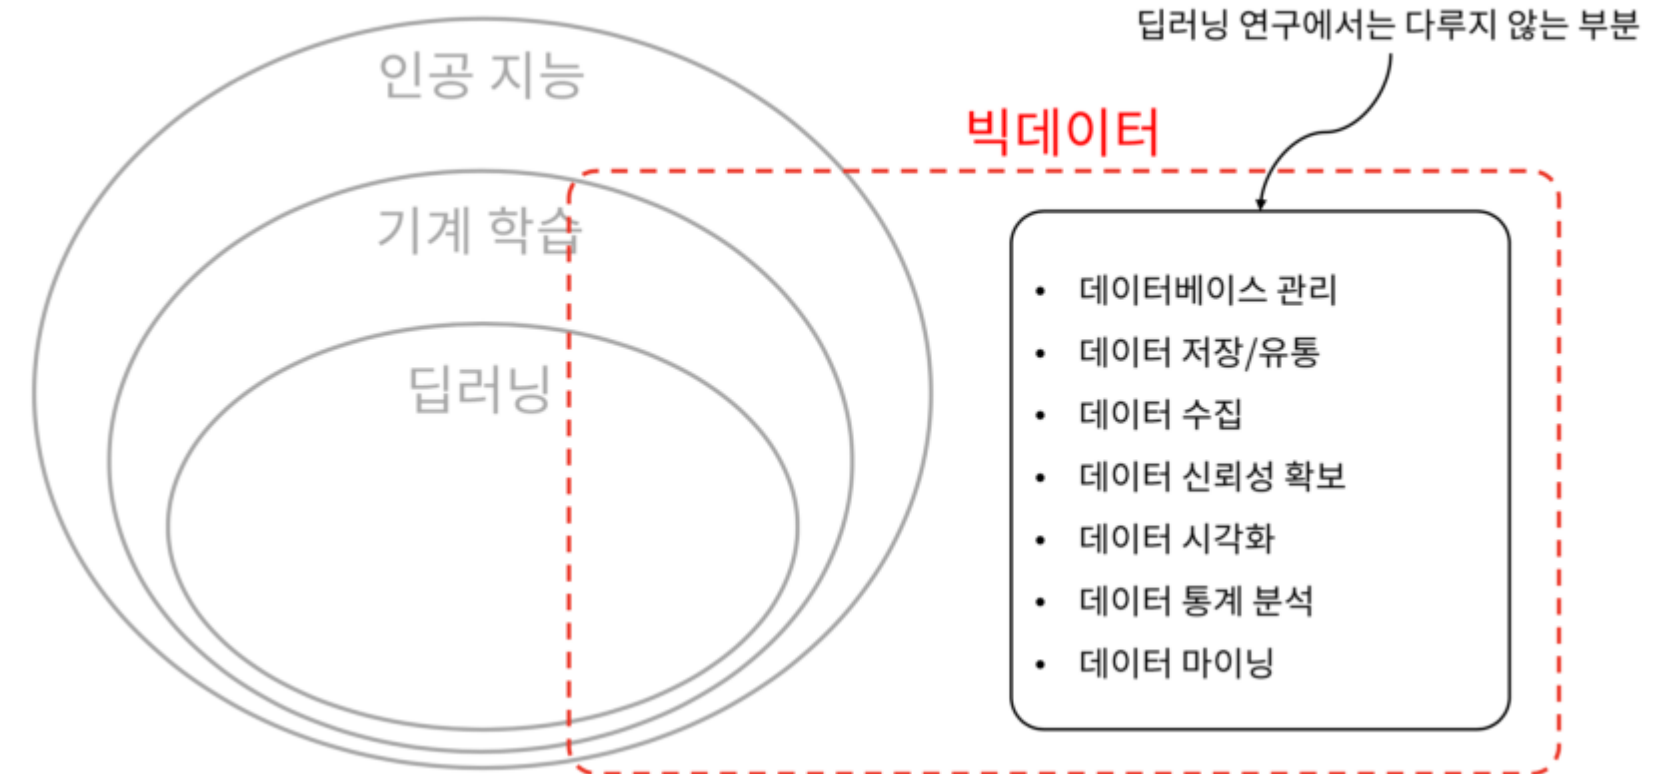 딥러닝 연구에서는 다루지 않는 부분
인공 지능
빅데이터
기계 학습
딥러닝
• 데이터베이스 관리
• 데이터 저장/유통
• 데이터 수집
• 데이터 신뢰성 확보
• 데이터 시각화
• 데이터 통계 분석
• 데이터 마이닝